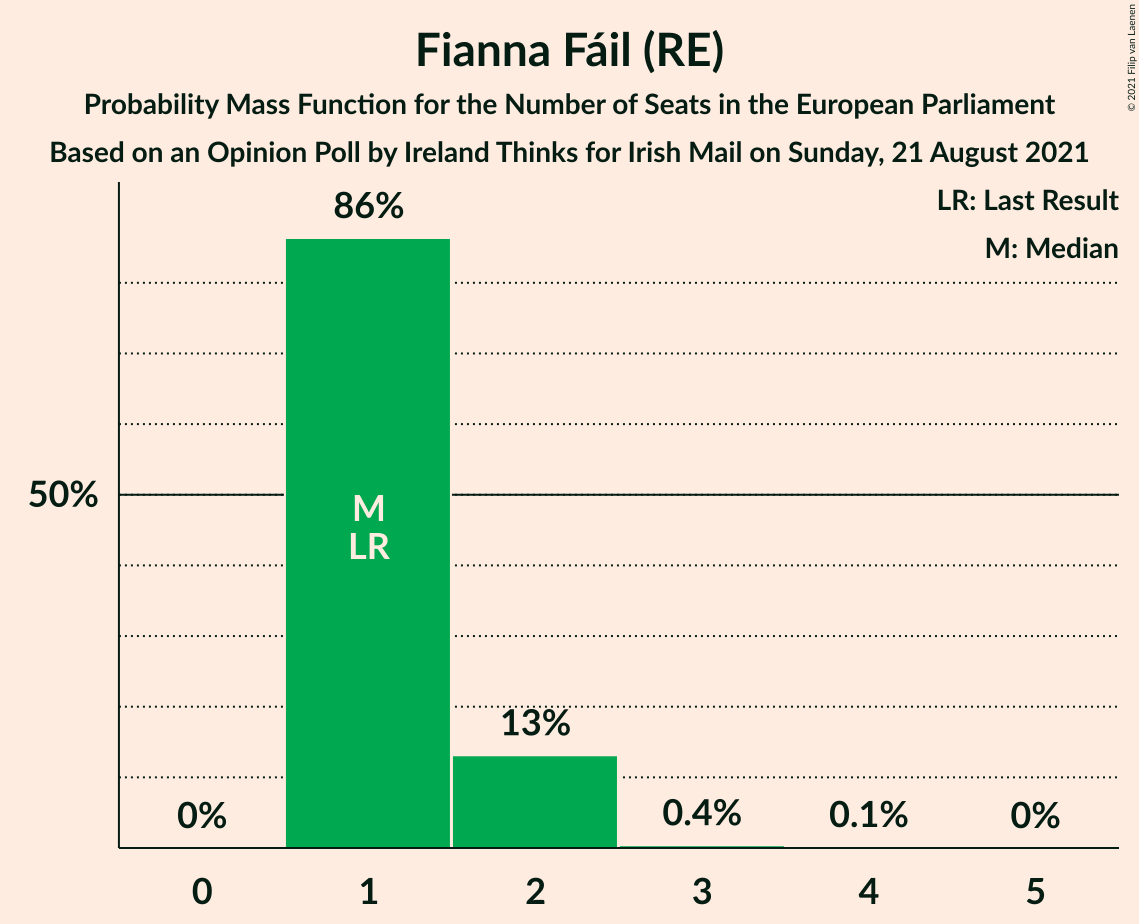 Fianna Fáil (RE)
Probability Mass Function for the Number of Seats in the European Parliament
Based on an Opinion Poll by Ireland Thinks for Irish Mail on Sunday, 21 August 2021
© 2021 Filip van Laenen
LR: Last Result
M: Median
86%
50%
M
LR
13%
0%
0.4%
0.1%
0%
0 1 2 3 4 5